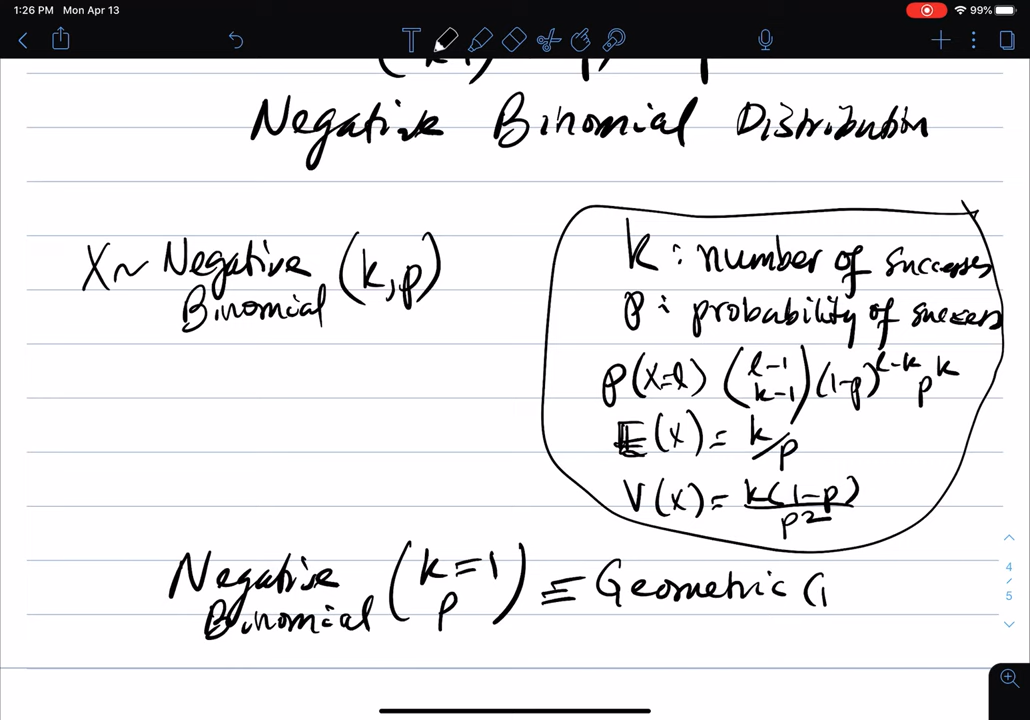 1:26 PM Mon Apr 13 99%
Negative Binomial Distribution
X ~ Negative Binomial (k, p)
k : number of successes
p : probability of success
P(X=l) (l-1 k-1) (1-p)^l-k p^k
E(X) = k/p
V(X) = k(1-p)/p^2
Negative Binomial (k=1 p) ≡ Geometric (
4
/
5